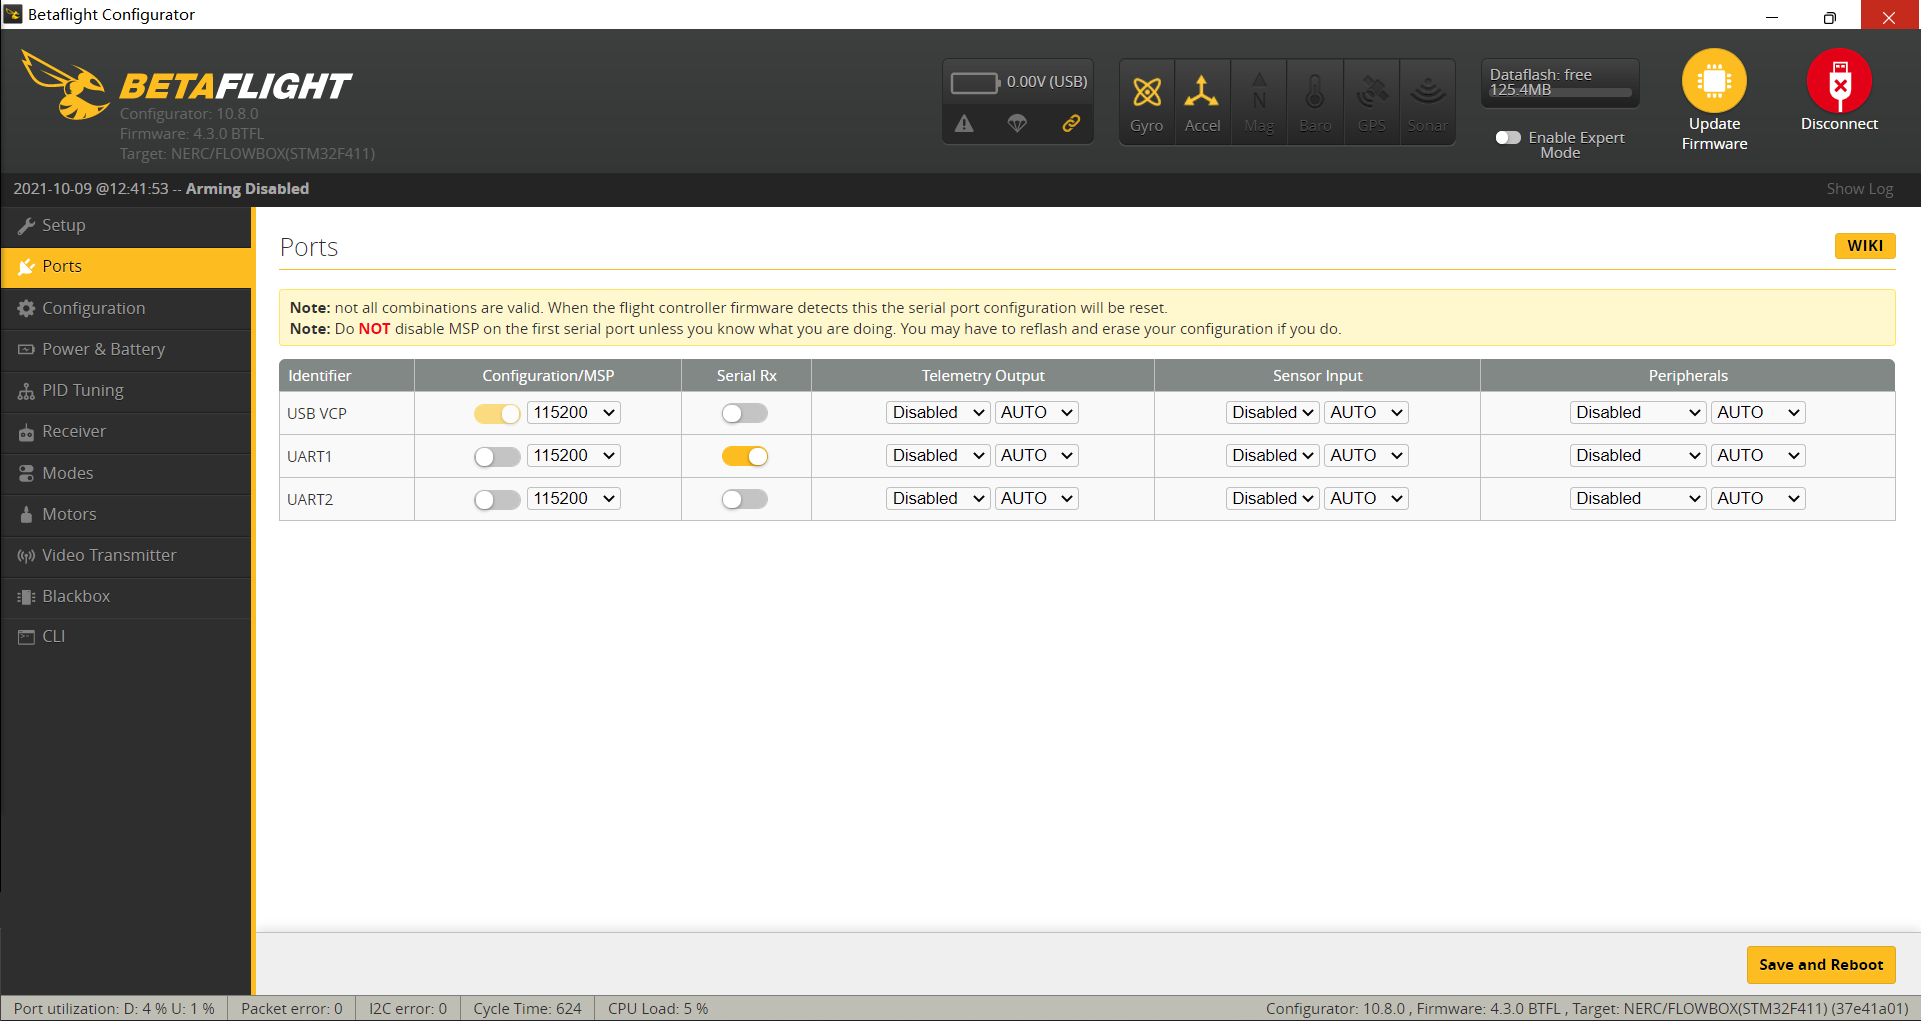 Betaflight Configurator
BETAFLIGHT
Configurator: 10.8.0
Firmware: 4.3.0 BTFL
Target: NERC/FLOWBOX(STM32F411)
0.00V (USB)
N
Gyro Accel Mag Baro GPS Sonar
Dataflash: free
125.4MB
Enable Expert
Mode
Update
Firmware
Disconnect
2021-10-09 @12:41:53 -- Arming Disabled
Show Log
Setup
Ports
Configuration
Power & Battery
PID Tuning
Receiver
Modes
Motors
Video Transmitter
Blackbox
CLI
Ports
WIKI
Note: not all combinations are valid. When the flight controller firmware detects this the serial port configuration will be reset.
Note: Do NOT disable MSP on the first serial port unless you know what you are doing. You may have to reflash and erase your configuration if you do.
Identifier Configuration/MSP Serial Rx Telemetry Output Sensor Input Peripherals
USB VCP 115200 Disabled AUTO Disabled AUTO Disabled AUTO
UART1 115200 Disabled AUTO Disabled AUTO Disabled AUTO
UART2 115200 Disabled AUTO Disabled AUTO Disabled AUTO
Save and Reboot
Port utilization: D: 4 % U: 1 % Packet error: 0 I2C error: 0 Cycle Time: 624 CPU Load: 5 %
Configurator: 10.8.0 , Firmware: 4.3.0 BTFL , Target: NERC/FLOWBOX(STM32F411) (37e41a01)